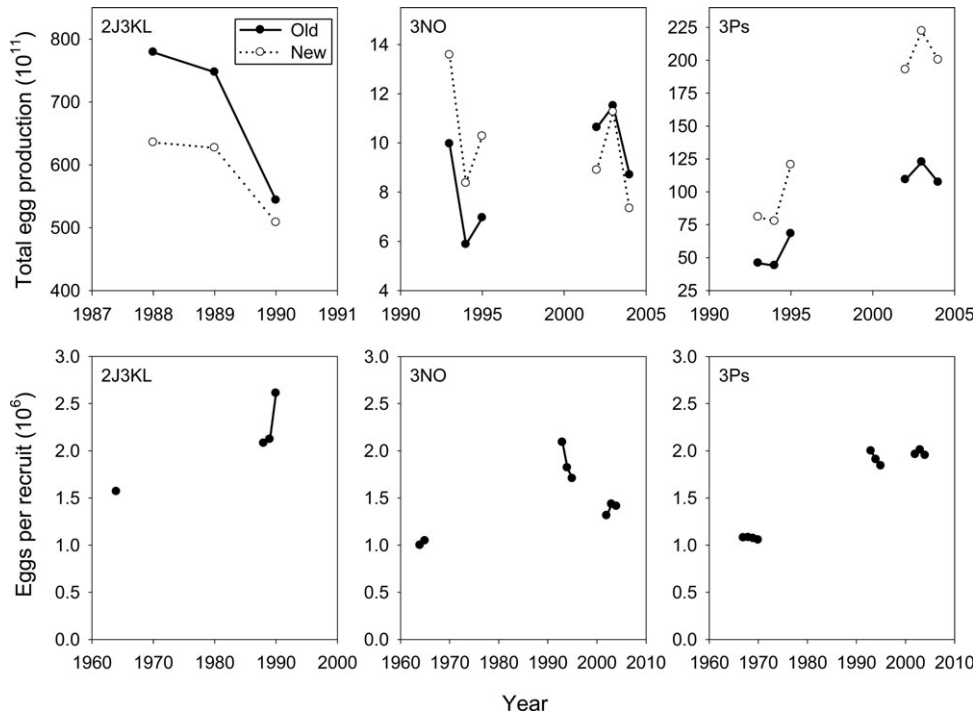 2J3KL
Old
New
3NO
3Ps
Total egg production (10¹¹)
800
700
600
500
400
1987 1988 1989 1990 1991
14
12
10
8
6
4
1990 1995 2000 2005
225
200
175
150
125
100
75
50
25
1990 1995 2000 2005
2J3KL
3NO
3Ps
Eggs per recruit (10⁶)
3.0
2.5
2.0
1.5
1.0
0.5
0.0
1960 1970 1980 1990 2000
3.0
2.5
2.0
1.5
1.0
0.5
0.0
1960 1970 1980 1990 2000 2010
3.0
2.5
2.0
1.5
1.0
0.5
0.0
1960 1970 1980 1990 2000 2010
Year